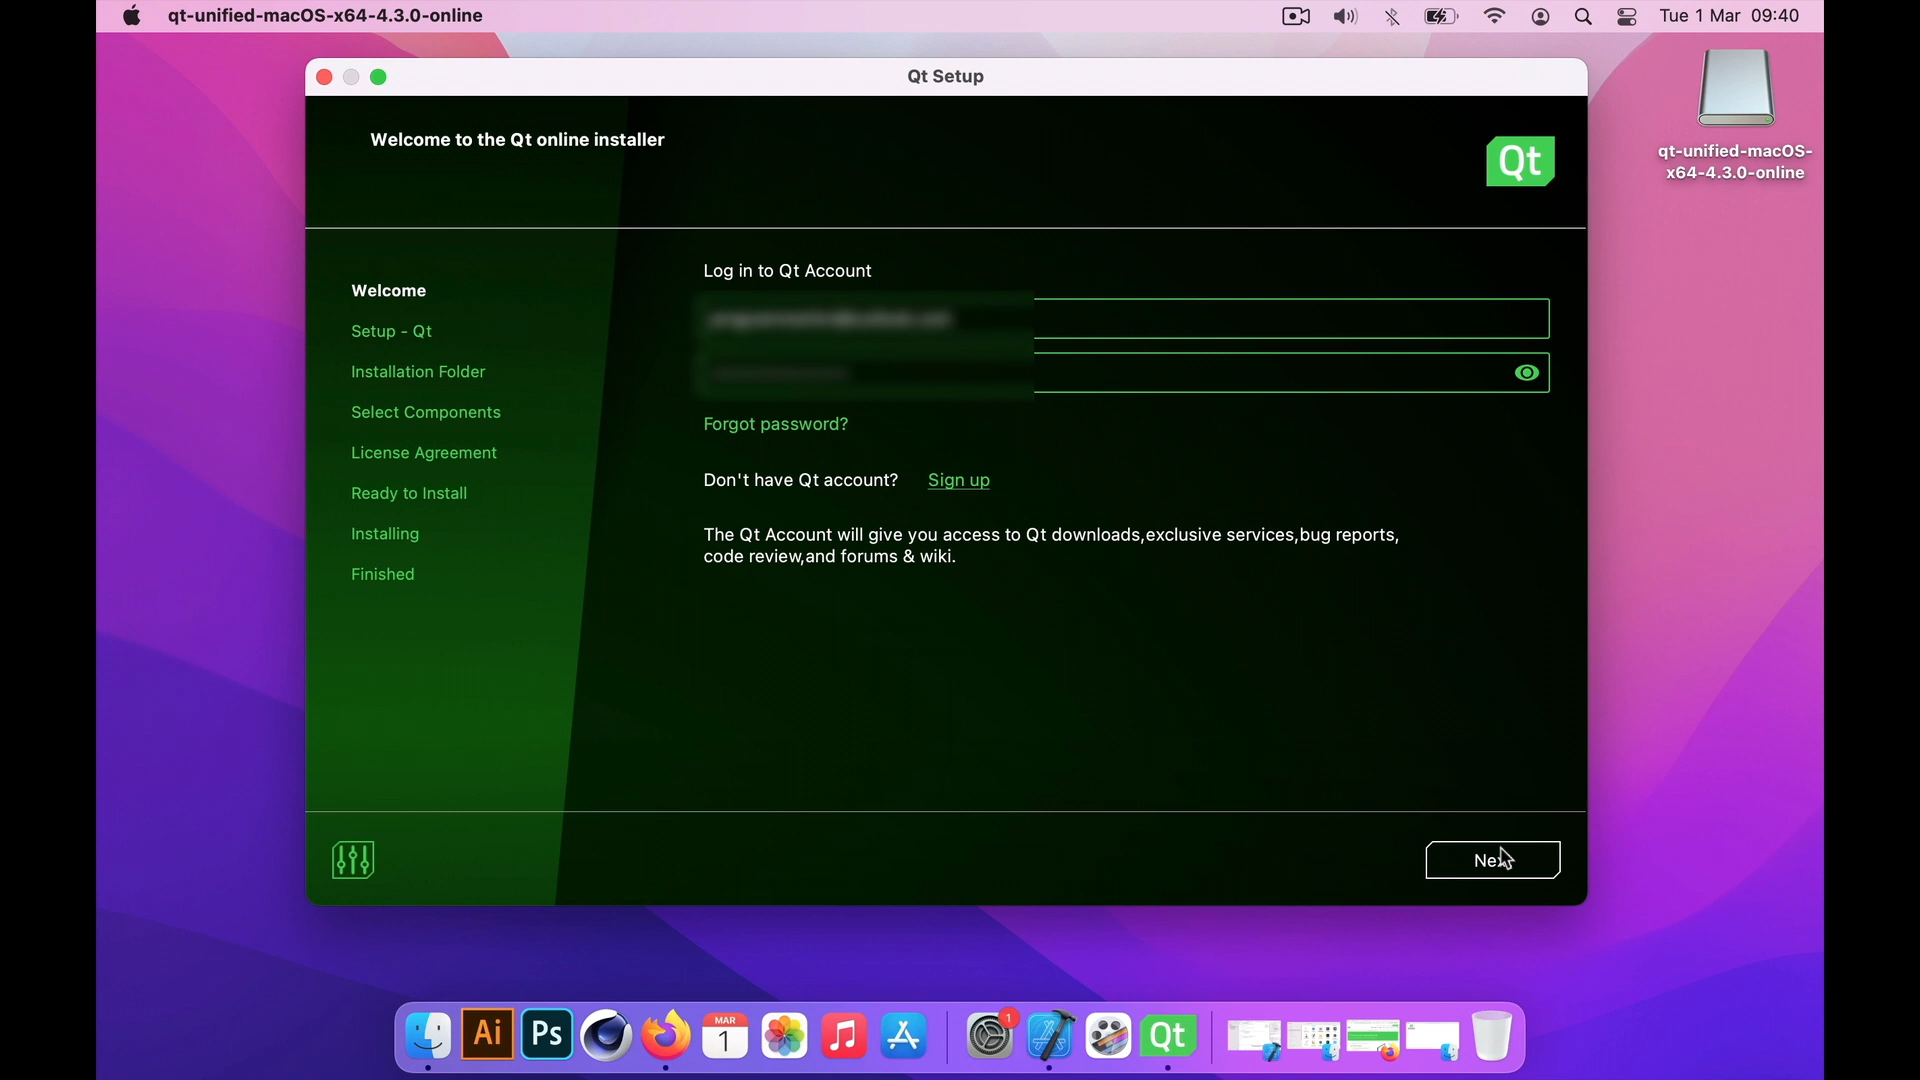 qt-unified-macOS-x64-4.3.0-online
Tue 1 Mar 09:40
Qt Setup
Welcome to the Qt online installer
Qt
qt-unified-macOS-
x64-4.3.0-online
Log in to Qt Account
Welcome
Setup - Qt
Installation Folder
Select Components
License Agreement
Ready to Install
Installing
Finished
Forgot password?
Don't have Qt account? Sign up
The Qt Account will give you access to Qt downloads,exclusive services,bug reports,
code review,and forums & wiki.
Next
Ai
Ps
MAR
1
1
Qt